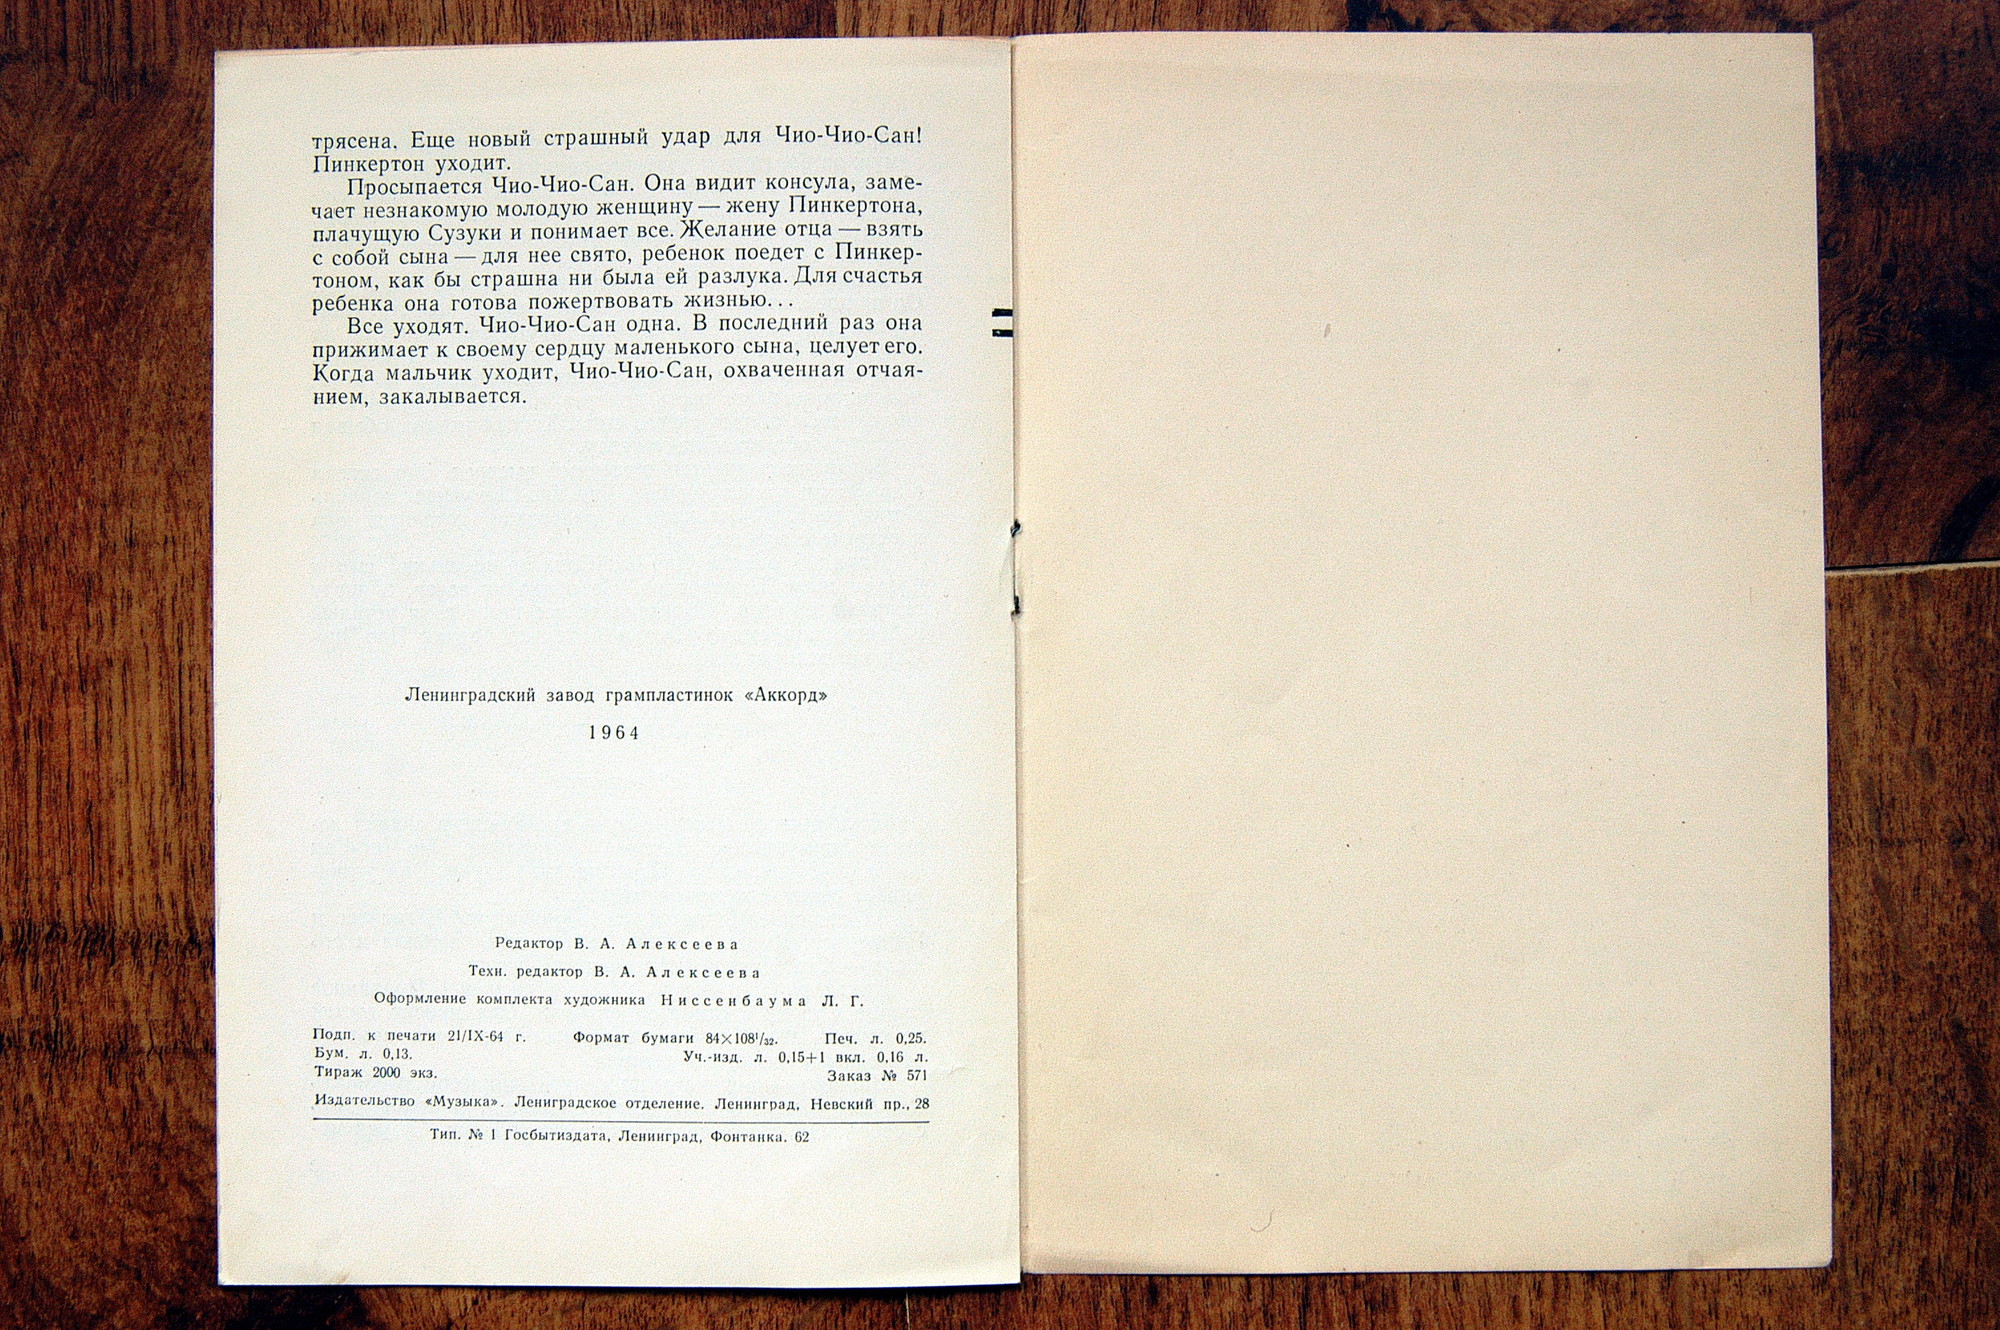 трясена. Еще новый страшный удар для Чио-Чио-Сан!
Пинкертон уходит.
Просыпается Чио-Чио-Сан. Она видит консула, заме-
чает незнакомую молодую женщину — жену Пинкертона,
плачущую Сузуки и понимает все. Желание отца — взять
с собой сына — для нее свято, ребенок поедет с Пинкер-
тоном, как бы страшна ни была ей разлука. Для счастья
ребенка она готова пожертвовать жизнью...
Все уходят. Чио-Чио-Сан одна. В последний раз она
прижимает к своему сердцу маленького сына, целует его.
Когда мальчик уходит, Чио-Чио-Сан, охваченная отчая-
нием, закалывается.
Ленинградский завод грампластинок «Аккорд»
1964
Редактор В. А. Алексеева
Техн. редактор В. А. Алексеева
Оформление комплекта художника Ниссенбаума Л. Г.
Подп. к печати 21/IX-64 г. Формат бумаги 84×108¹/₃₂. Печ. л. 0,25.
Бум. л. 0,13. Уч.-изд. л. 0,15+1 вкл. 0,16 л.
Тираж 2000 экз. Заказ № 571
Издательство «Музыка». Лениградское отделение. Ленинград, Невский пр., 28
Тип. № 1 Госбытиздата, Ленинград, Фонтанка. 62